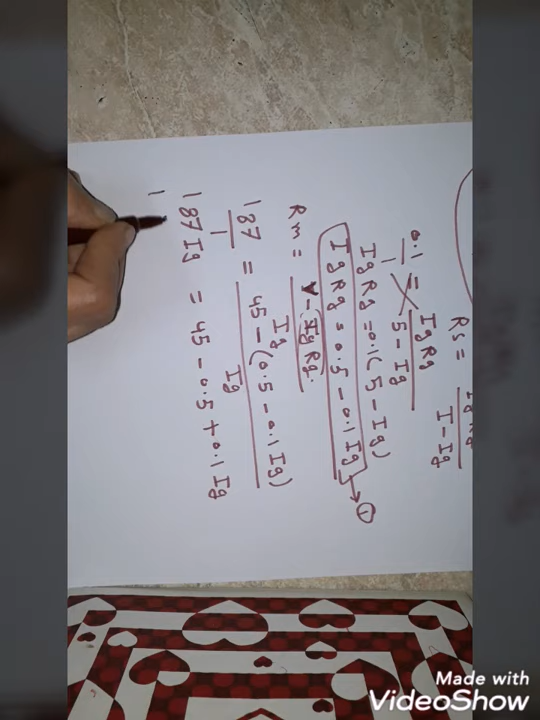 Rs = IgRg / I - Ig
0.1 / 1 = IgRg / 5 - Ig
IgRg = 0.1 ( 5 - Ig )
IgRg = 0.5 - 0.1 Ig → 1
Rm = V - (IgRg) / Ig
187 / 1 = 45 - (0.5 - 0.1 Ig) / Ig
187 Ig = 45 - 0.5 + 0.1 Ig
1
Made with
VideoShow